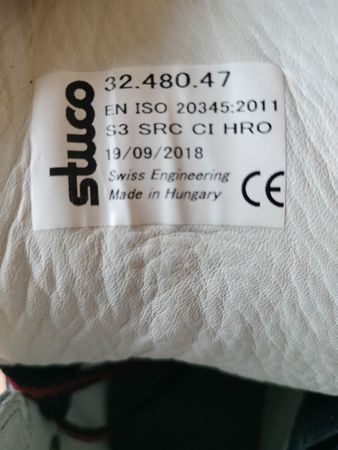 stuco
32.480.47
EN ISO 20345:2011
S3 SRC CI HRO
19/09/2018
Swiss Engineering
Made in Hungary
CE